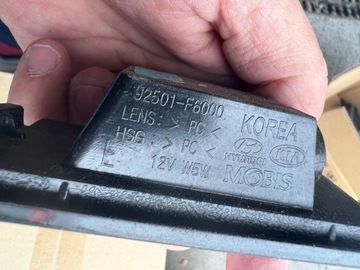 92501-F6000
LENS: > PC < KOREA
HSG: > PC < HYUNDAI KIA
E 12V W5W MOBIS